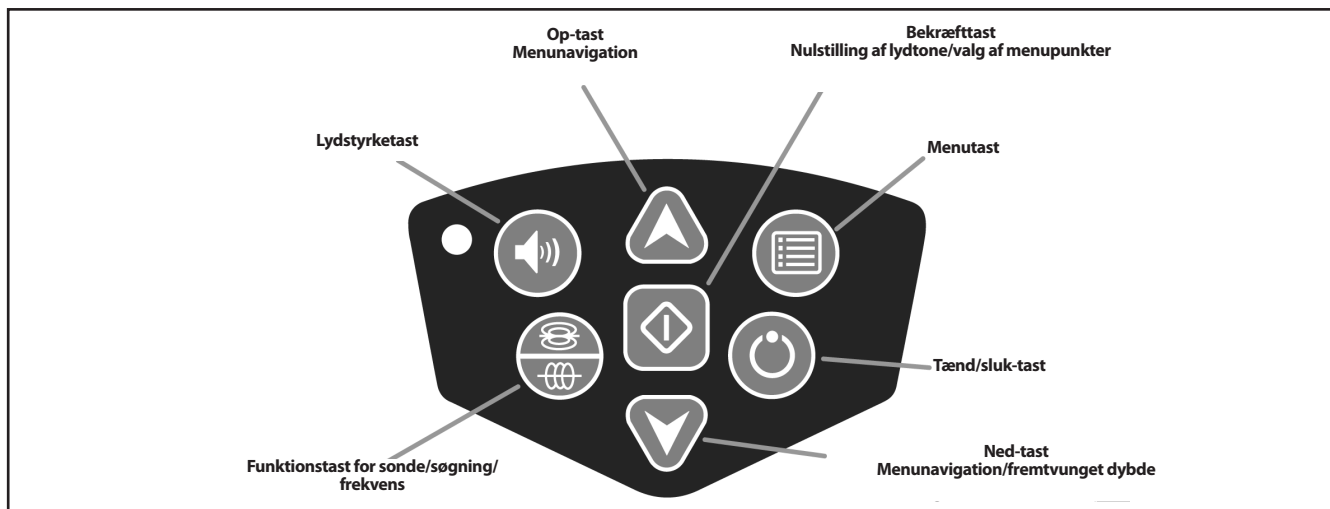 Op-tast
Menunavigation
Bekræfttast
Nulstilling af lydtone/valg af menupunkter
Lydstyrketast
Menutast
Tænd/sluk-tast
Funktionstast for sonde/søgning/
frekvens
Ned-tast
Menunavigation/fremtvunget dybde